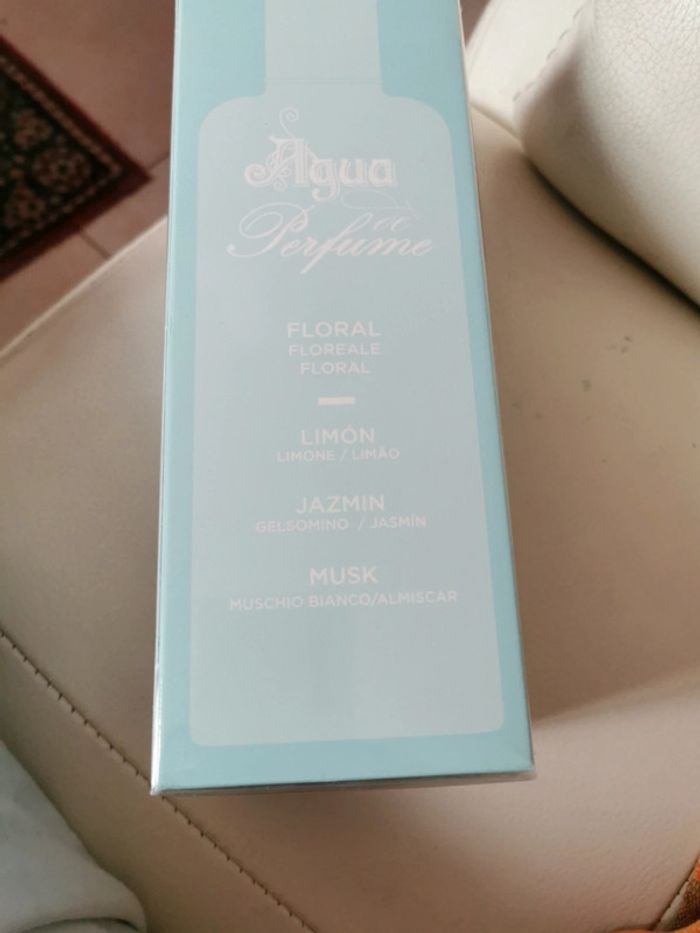 Agua
de
Perfume
FLORAL
FLOREALE
FLORAL
LIMÓN
LIMONE / LIMÃO
JAZMIN
GELSOMINO / JASMÍN
MUSK
MUSCHIO BIANCO/ALMISCAR